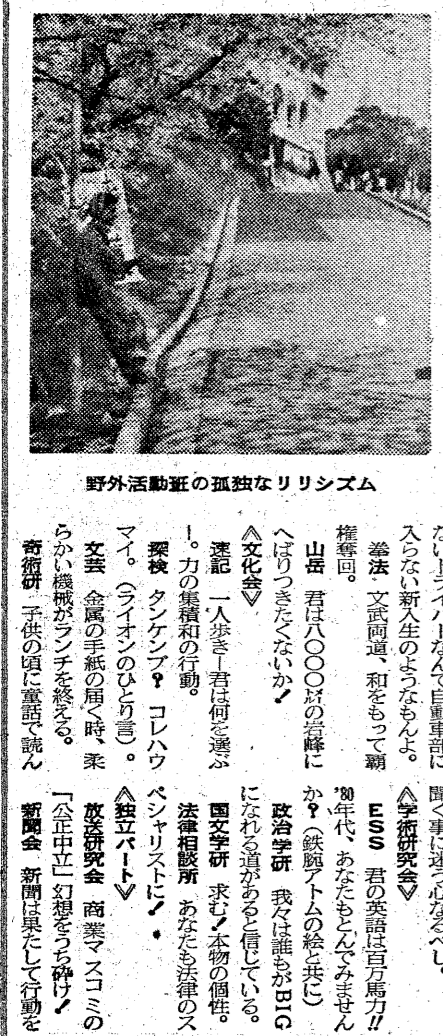 野外活動班の孤独なリリシズム
ないドライバーなんて自動車部に
入らない新入生のようなもんよ。
拳法　文武両道、和をもって覇
権奪回。
山岳　君は八〇〇〇㍍の岩峰に
へばりつきたくないか！
《文化会》
速記　一人歩き―君は何を選ぶ
―。力の集積和の行動。
探検　タンケンブ？　コレハウ
マイ。（ライオンのひとり言）。
文芸　金属の手紙の届く時、柔
らかい機械がランチを終える。
奇術研　子供の頃に童話で読ん
聞く事に迷う心なるべし。
《学術研究会》
ESS　君の英語は百万馬力!!
'80年代、あなたもとんでみません
か？（鉄腕アトムの絵と共に）
政治学研　我々は誰もがBIG
になれる道があると信じている。
国文学研　求む！本物の個性。
法律相談所　あなたも法律のス
ペシャリストに！
《独立パート》
放送研究会　商業マスコミの
「公正中立」幻想をうち砕け！
新聞会　新聞は果たして行動を